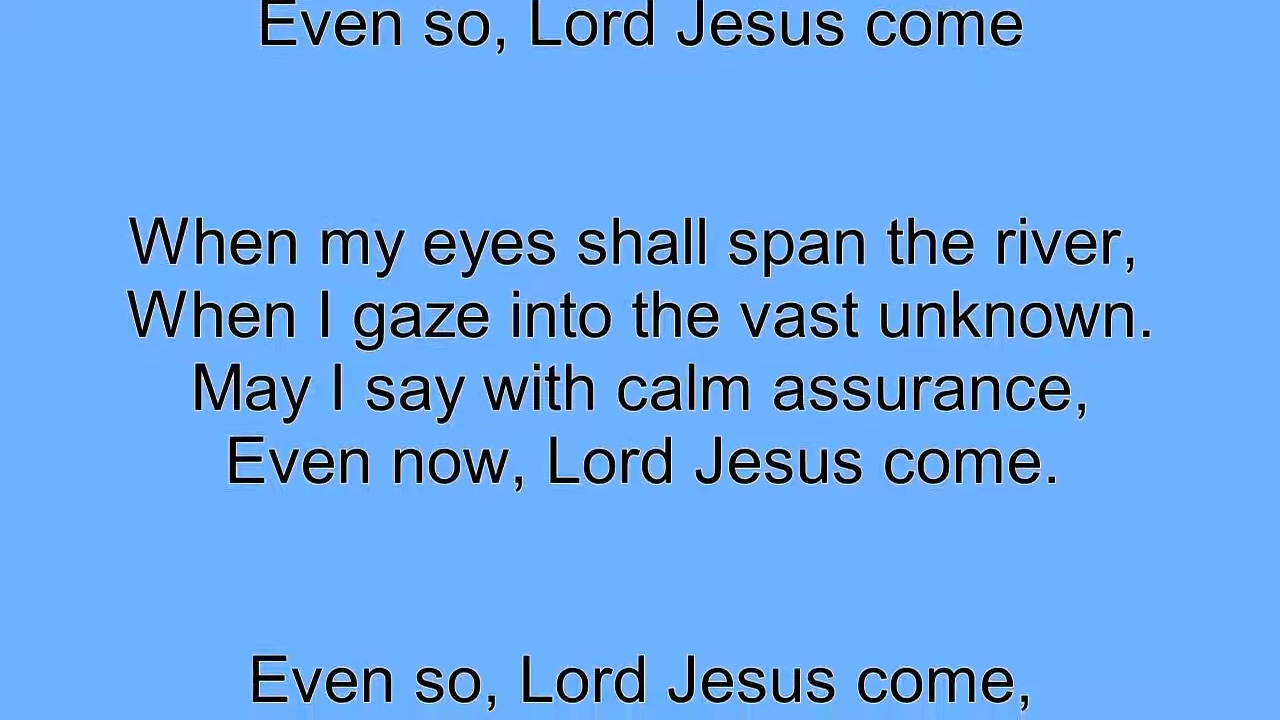 Even so, Lord Jesus come
When my eyes shall span the river,
When I gaze into the vast unknown.
May I say with calm assurance,
Even now, Lord Jesus come.
Even so, Lord Jesus come,